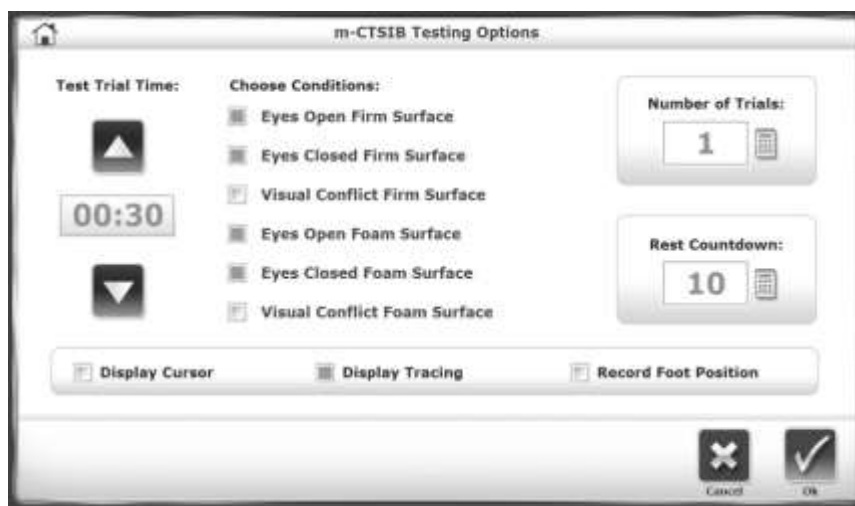 m-CTSIB Testing Options
Test Trial Time:
00:30
Choose Conditions:
Eyes Open Firm Surface
Eyes Closed Firm Surface
Visual Conflict Firm Surface
Eyes Open Foam Surface
Eyes Closed Foam Surface
Visual Conflict Foam Surface
Number of Trials:
1
Rest Countdown:
10
Display Cursor
Display Tracing
Record Foot Position
Cancel
Ok